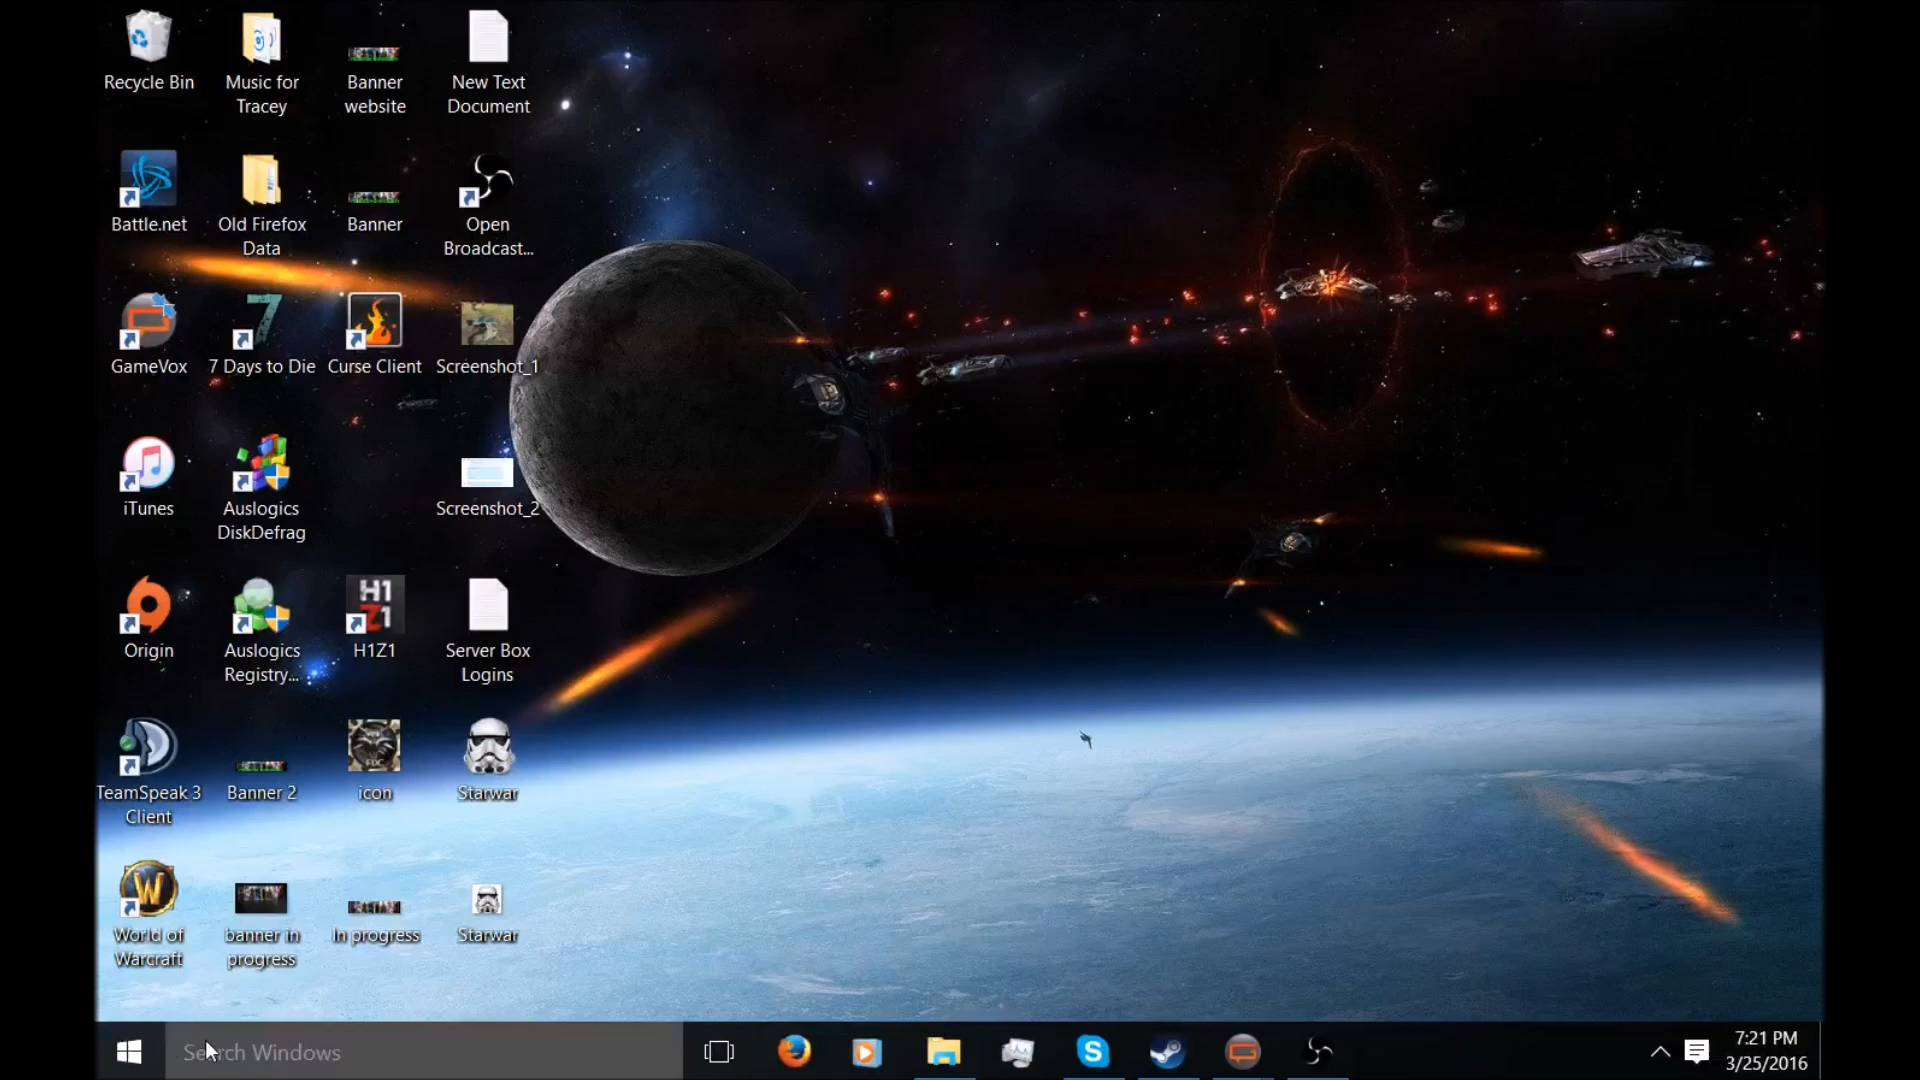 Recycle Bin
Music for
Tracey
Banner
website
New Text
Document
Battle.net
Old Firefox
Data
Banner
Open
Broadcast...
GameVox
7 Days to Die
Curse Client
Screenshot_1
iTunes
Auslogics
DiskDefrag
Screenshot_2
Origin
Auslogics
Registry...
H1
Z1
H1Z1
Server Box
Logins
TeamSpeak 3
Client
Banner 2
FDC
icon
Starwar
World of
Warcraft
banner in
progress
In progress
Starwar
Search Windows
7:21 PM
3/25/2016